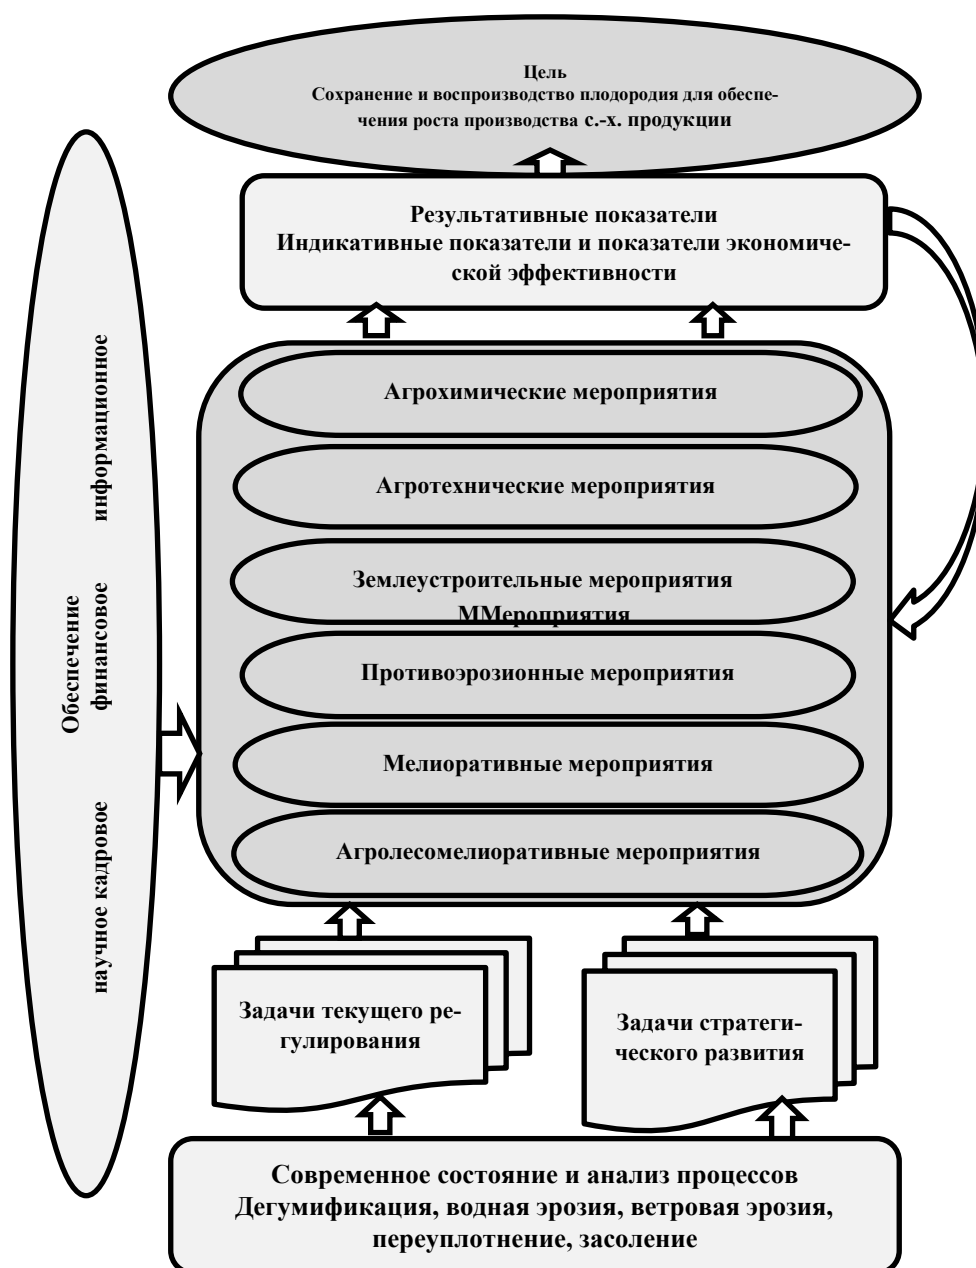 Цель
Сохранение и воспроизводство плодородия для обеспе-
чения роста производства с.-х. продукции
Результативные показатели
Индикативные показатели и показатели экономиче-
ской эффективности
Агрохимические мероприятия
Агротехнические мероприятия
Землеустроительные мероприятия
ММероприятия
Противоэрозионные мероприятия
Мелиоративные мероприятия
Агролесомелиоративные мероприятия
Обеспечение
научное кадровое финансовое информационное
Задачи текущего ре-
гулирования
Задачи стратеги-
ческого развития
Современное состояние и анализ процессов
Дегумификация, водная эрозия, ветровая эрозия,
переуплотнение, засоление